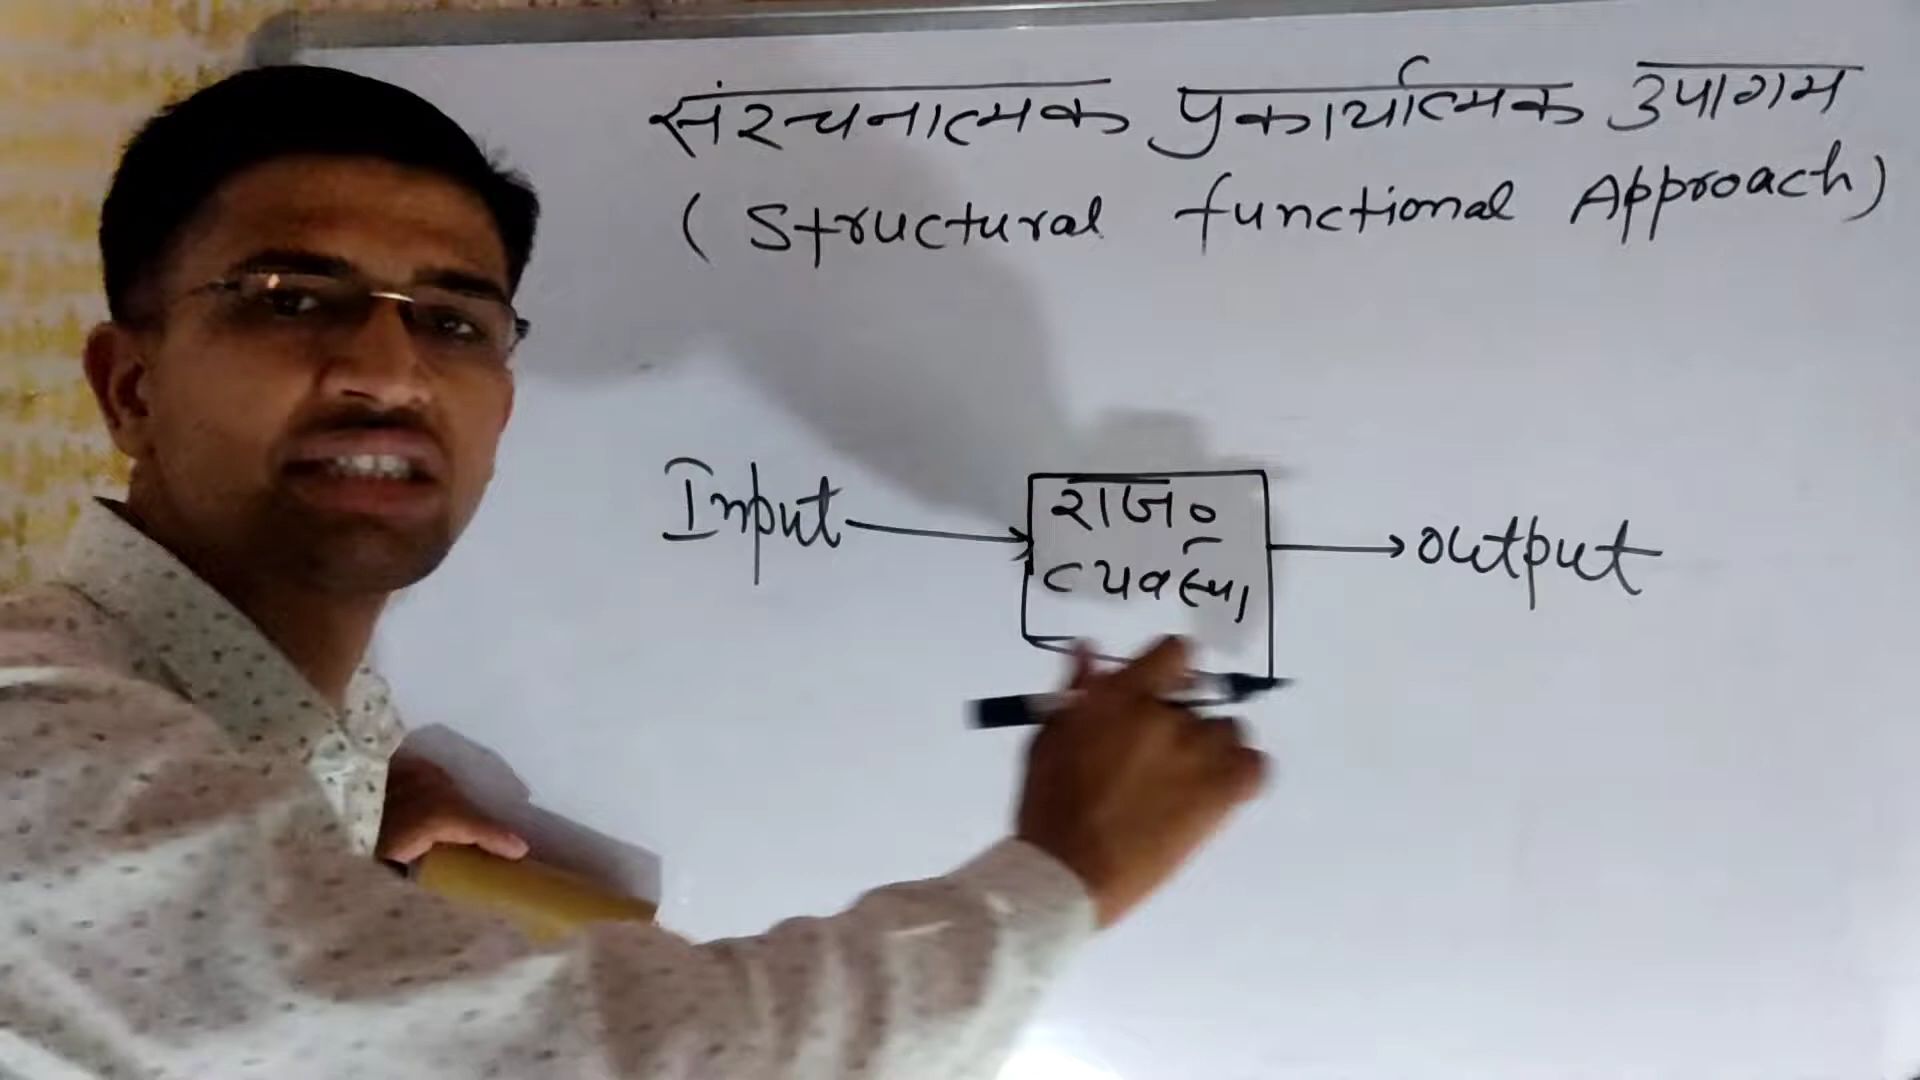 संरचनात्मक प्रकार्यात्मक उपागम
(Structural functional Approach)
Input
राज०
व्यवस्था
output